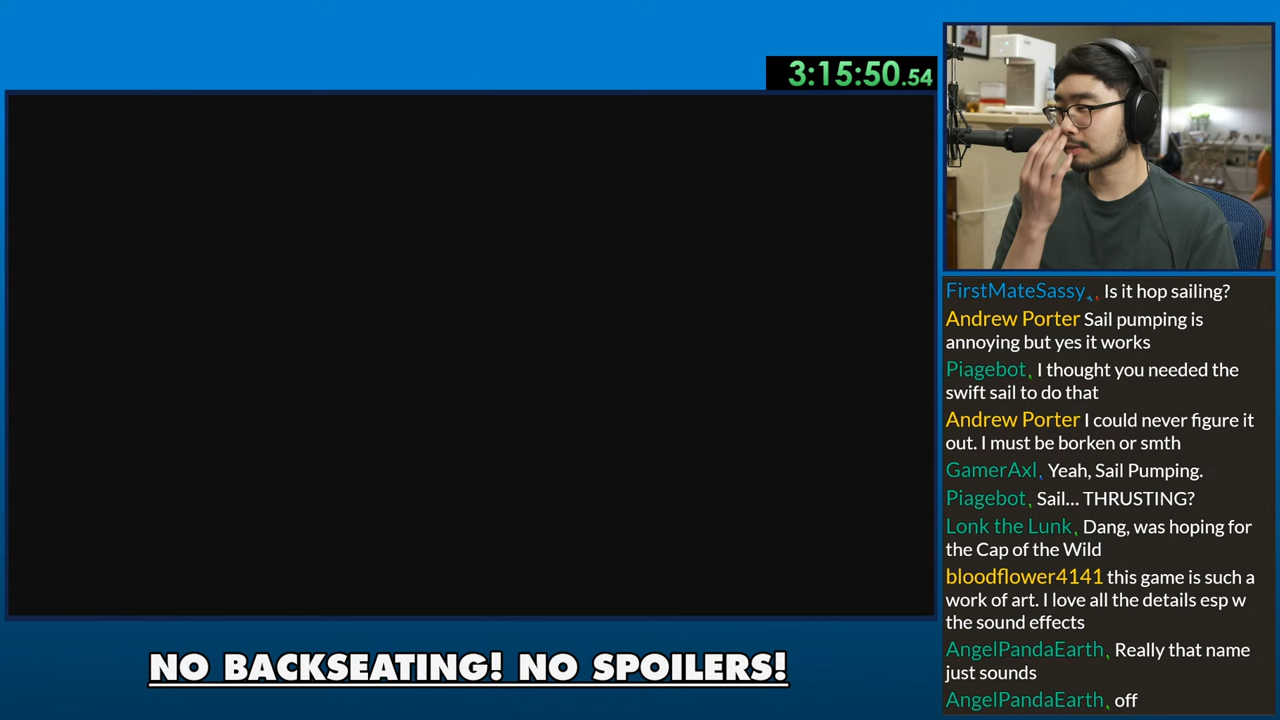 3:15:50.54
FirstMateSassy Is it hop sailing?
Andrew Porter Sail pumping is
annoying but yes it works
Piagebot I thought you needed the
swift sail to do that
Andrew Porter I could never figure it
out. I must be borken or smth
GamerAxl Yeah, Sail Pumping.
Piagebot Sail... THRUSTING?
Lonk the Lunk Dang, was hoping for
the Cap of the Wild
bloodflower4141 this game is such a
work of art. I love all the details esp w
the sound effects
AngelPandaEarth Really that name
just sounds
AngelPandaEarth off
NO BACKSEATING! NO SPOILERS!